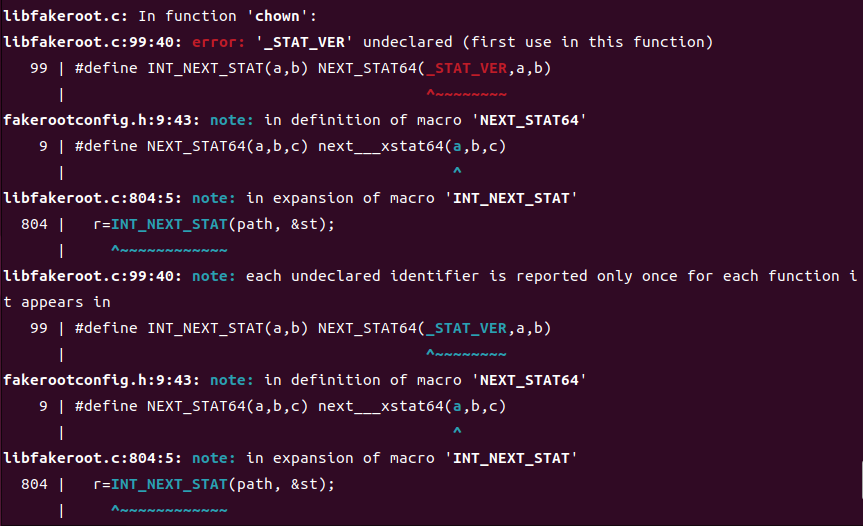 libfakeroot.c: In function 'chown':
libfakeroot.c:99:40: error: '_STAT_VER' undeclared (first use in this function)
   99 | #define INT_NEXT_STAT(a,b) NEXT_STAT64(_STAT_VER,a,b)
      |                                        ^~~~~~~~~
fakerootconfig.h:9:43: note: in definition of macro 'NEXT_STAT64'
    9 | #define NEXT_STAT64(a,b,c) next___xstat64(a,b,c)
      |                                           ^
libfakeroot.c:804:5: note: in expansion of macro 'INT_NEXT_STAT'
  804 |   r=INT_NEXT_STAT(path, &st);
      |     ^~~~~~~~~~~~~
libfakeroot.c:99:40: note: each undeclared identifier is reported only once for each function i
t appears in
   99 | #define INT_NEXT_STAT(a,b) NEXT_STAT64(_STAT_VER,a,b)
      |                                        ^~~~~~~~~
fakerootconfig.h:9:43: note: in definition of macro 'NEXT_STAT64'
    9 | #define NEXT_STAT64(a,b,c) next___xstat64(a,b,c)
      |                                           ^
libfakeroot.c:804:5: note: in expansion of macro 'INT_NEXT_STAT'
  804 |   r=INT_NEXT_STAT(path, &st);
      |     ^~~~~~~~~~~~~